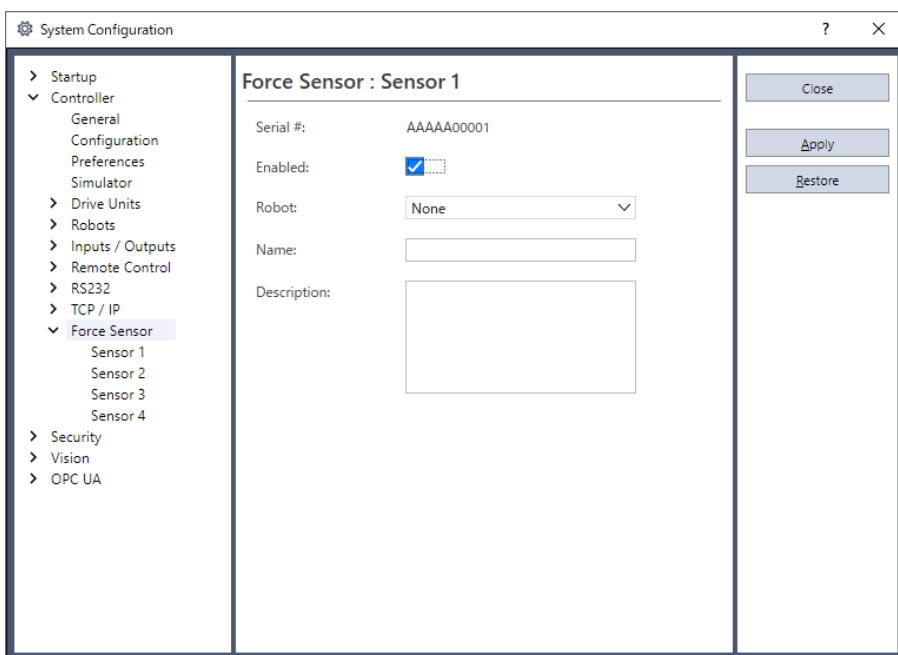 System Configuration
?
Startup
Controller
General
Configuration
Preferences
Simulator
Drive Units
Robots
Inputs / Outputs
Remote Control
RS232
TCP / IP
Force Sensor
Sensor 1
Sensor 2
Sensor 3
Sensor 4
Security
Vision
OPC UA
Force Sensor : Sensor 1
Serial #: AAAAA00001
Enabled:
Robot: None
Name:
Description:
Close
Apply
Restore